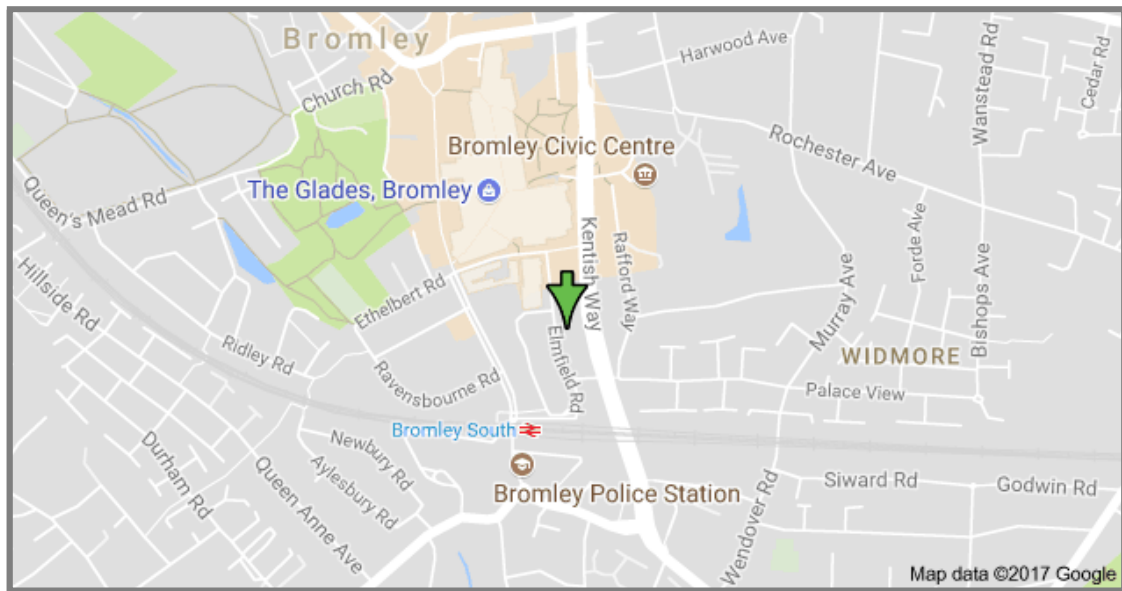 Bromley
Harwood Ave
Wanstead Rd
Cedar Rd
Church Rd
Bromley Civic Centre
Rochester Ave
The Glades, Bromley
Queen's Mead Rd
Kentish Way
Rafford Way
Forde Ave
Murray Ave
Bishops Ave
Hillside Rd
Ethelbert Rd
Ridley Rd
Elmfield Rd
WIDMORE
Ravensbourne Rd
Palace View
Bromley South
Newbury Rd
Durham Rd
Aylesbury Rd
Queen Anne Ave
Bromley Police Station
Wendover Rd
Siward Rd
Godwin Rd
Map data ©2017 Google